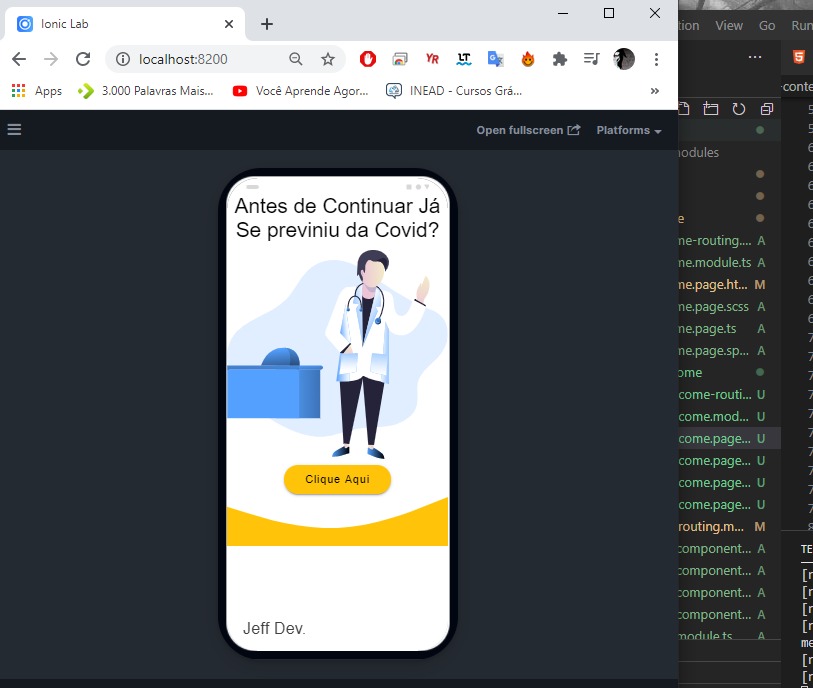 Ionic Lab
localhost:8200
YR
LT
Apps
3.000 Palavras Mais...
Você Aprende Agor...
INEAD - Cursos Grá...
»
Open fullscreen
Platforms
Antes de Continuar Já
Se previniu da Covid?
Clique Aqui
Jeff Dev.
tion View Go Run
...
-conte
nodules
e
me-routing.... A
me.module.ts A
me.page.ht... M
me.page.scss A
me.page.ts A
me.page.sp... A
ome
come-routi... U
come.mod... U
come.page... U
come.page... U
come.page... U
come.page... U
routing.m... M
component... A
component... A
component... A
component... A
module.ts A
TE
[r
[r
[r
[r
me
[r
[r